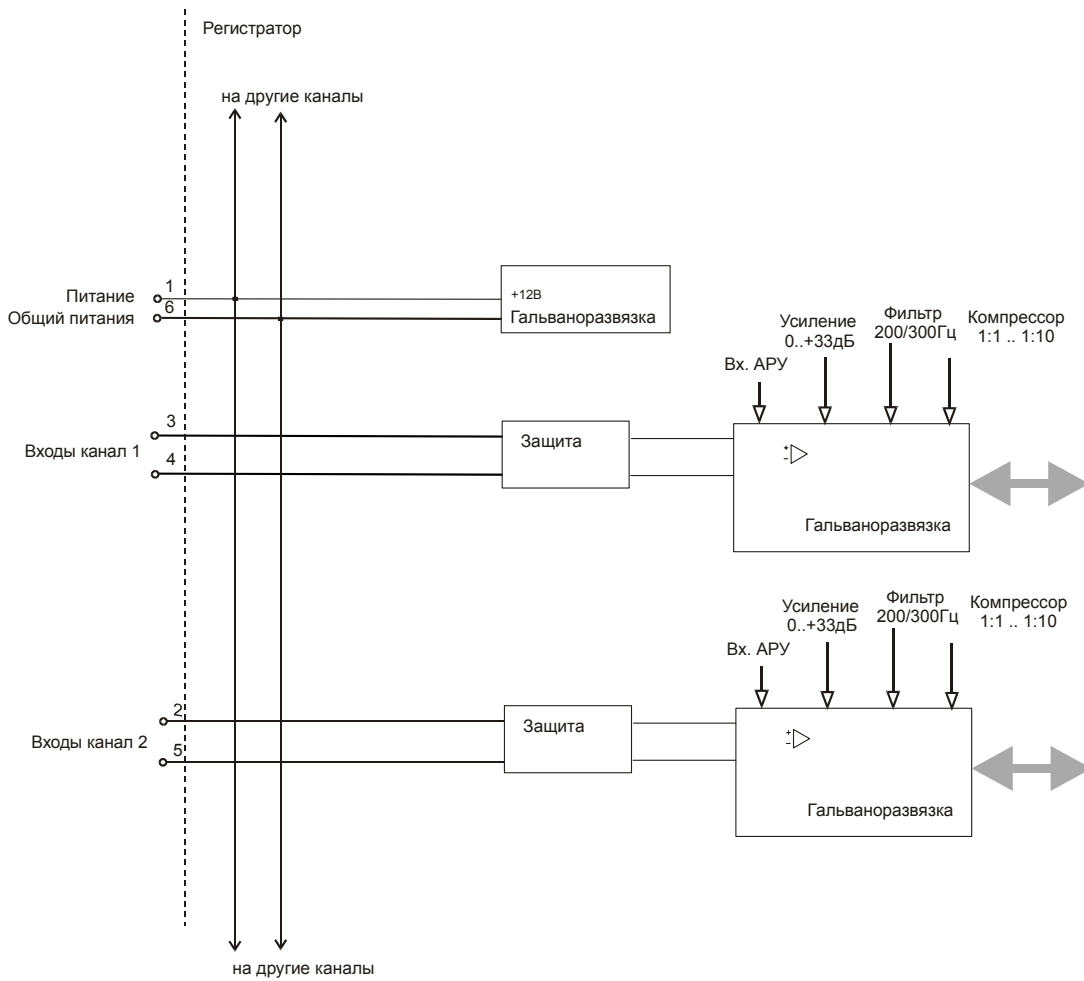 Регистратор
на другие каналы
Питание
1
Общий питания
6
+12В
Гальваноразвязка
Усиление
0..+33дБ
Фильтр
200/300Гц
Компрессор
1:1 .. 1:10
Вх. АРУ
Входы канал 1
3
4
Защита
+
-
Гальваноразвязка
Усиление
0..+33дБ
Фильтр
200/300Гц
Компрессор
1:1 .. 1:10
Вх. АРУ
Входы канал 2
2
5
Защита
+
-
Гальваноразвязка
на другие каналы